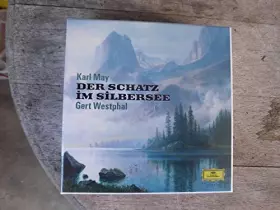 Karl May
DER SCHATZ
IM SILBERSEE
Gert Westphal